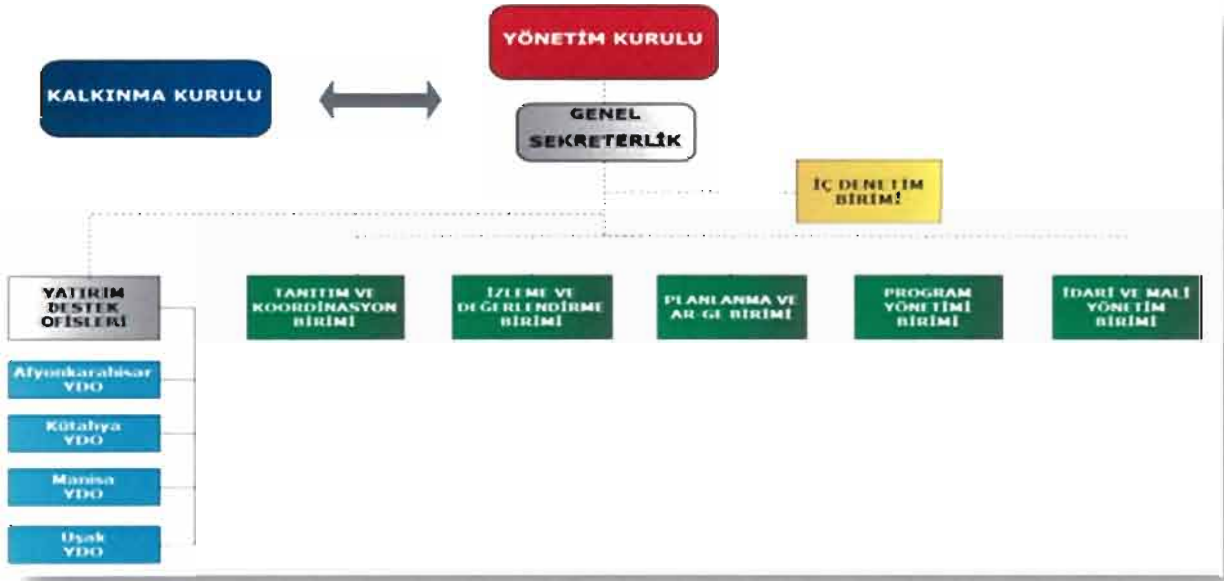 YÖNETİM KURULU
KALKINMA KURULU
GENEL
SEKRETERLİK
İÇ DENETİM
BİRİMİ
YATIRIM
DESTEK
OFİSLERİ
TANITIM VE
KOORDİNASYON
BİRİMİ
İZLEME VE
DEĞERLENDİRME
BİRİMİ
PLANLANMA VE
AR-GE BİRİMİ
PROGRAM
YÖNETİMİ
BİRİMİ
İDARİ VE MALİ
YÖNETİM
BİRİMİ
Afyonkarahisar
YDO
Kütahya
YDO
Manisa
YDO
Uşak
YDO